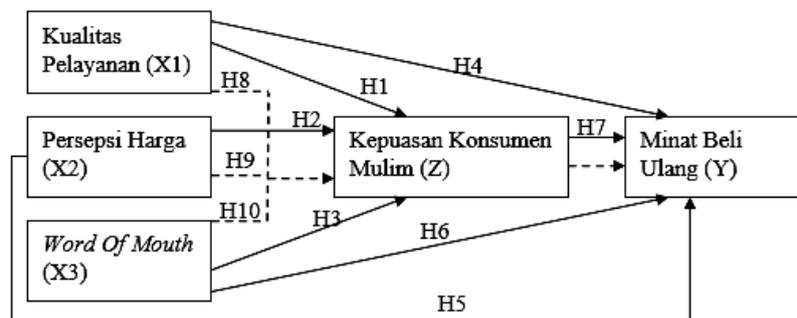 Kualitas
Pelayanan (X1)
H4
H1
H8
Persepsi Harga
(X2)
H2
Kepuasan Konsumen
Mulim (Z)
H7
Minat Beli
Ulang (Y)
H9
H10
Word Of Mouth
(X3)
H3
H6
H5